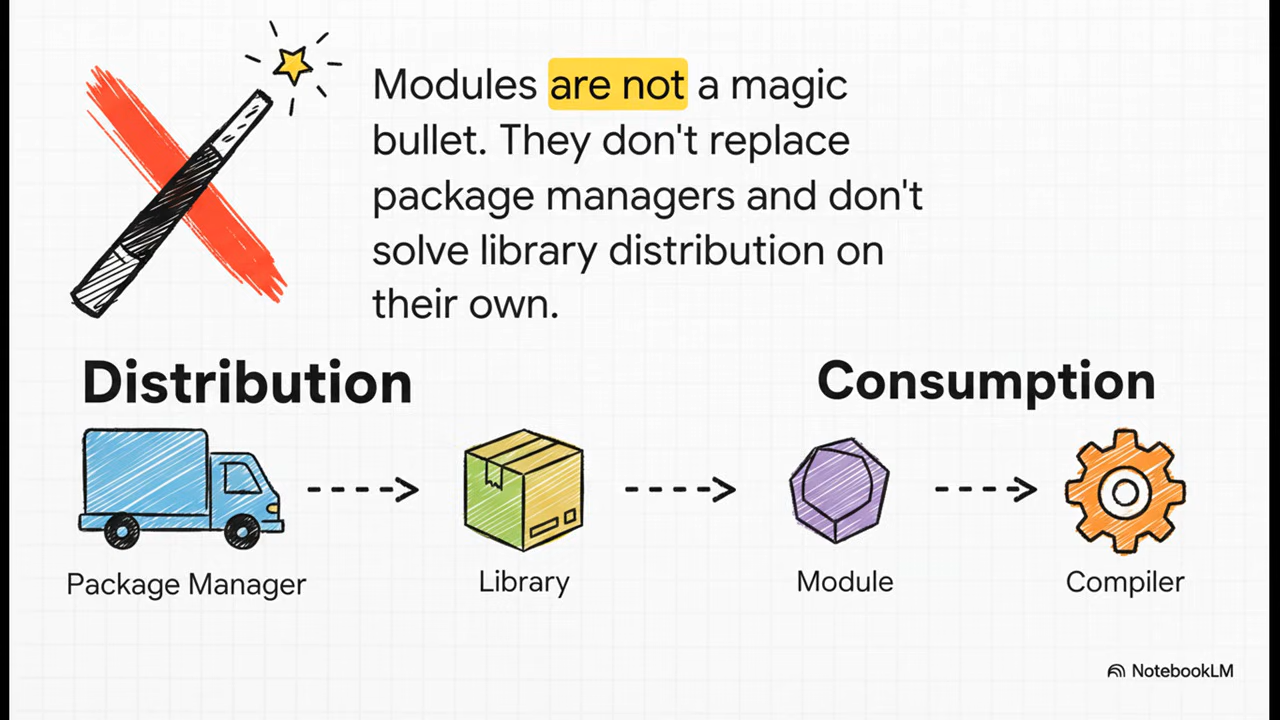 Modules are not a magic
bullet. They don't replace
package managers and don't
solve library distribution on
their own.
Distribution
Consumption
Package Manager
Library
Module
Compiler
NotebookLM